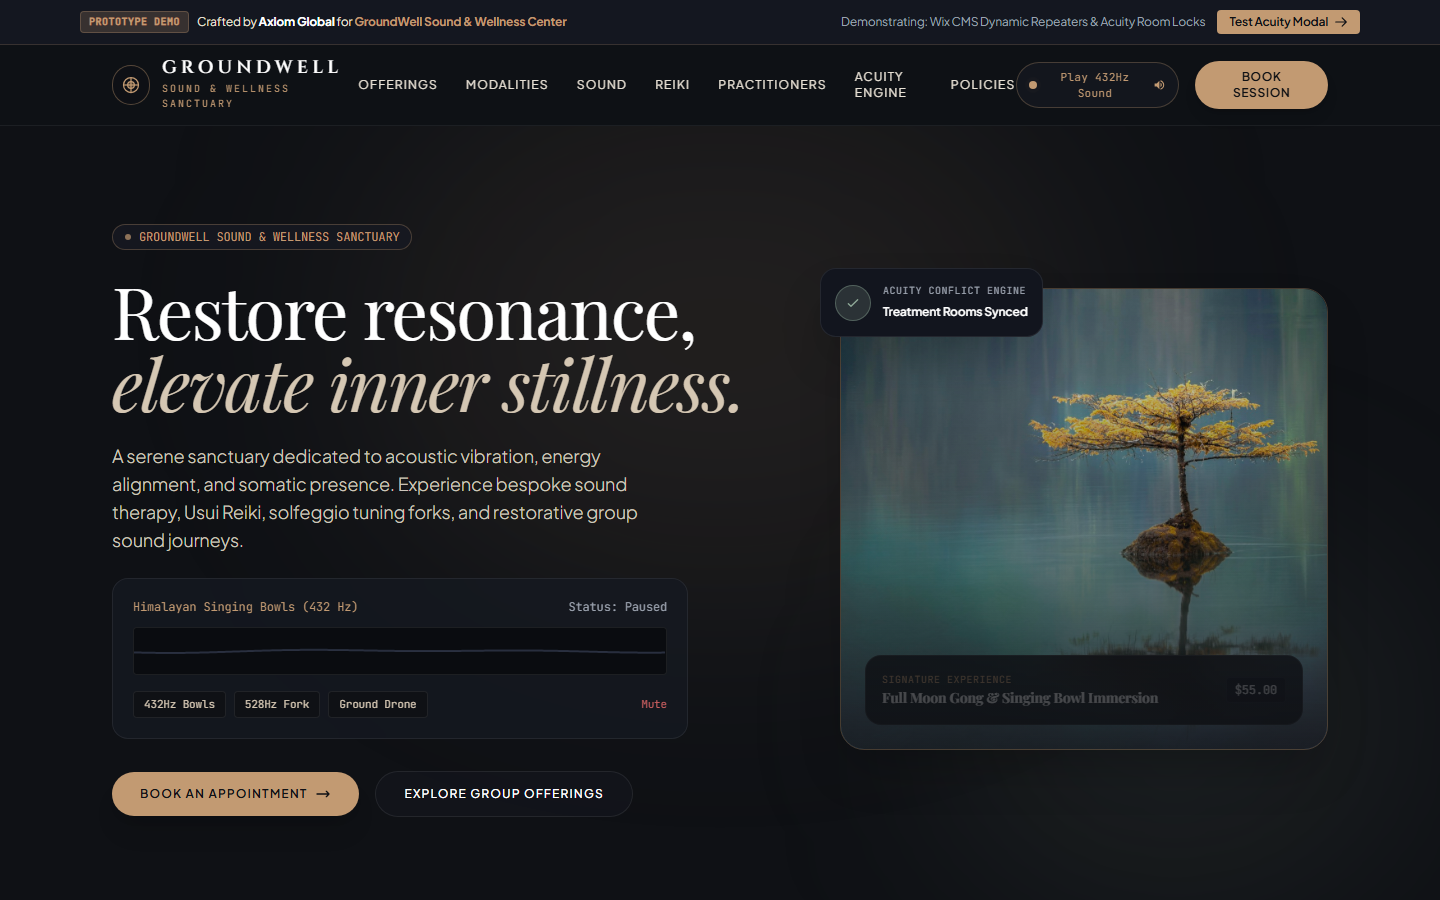 PROTOTYPE DEMO
Crafted by Axiom Global for GroundWell Sound & Wellness Center
Demonstrating: Wix CMS Dynamic Repeaters & Acuity Room Locks
Test Acuity Modal →
GROUNDWELL
SOUND & WELLNESS
SANCTUARY
OFFERINGS
MODALITIES
SOUND
REIKI
PRACTITIONERS
ACUITY
ENGINE
POLICIES
Play 432Hz
Sound
BOOK
SESSION
GROUNDWELL SOUND & WELLNESS SANCTUARY
Restore resonance,
elevate inner stillness.
A serene sanctuary dedicated to acoustic vibration, energy
alignment, and somatic presence. Experience bespoke sound
therapy, Usui Reiki, solfeggio tuning forks, and restorative group
sound journeys.
Himalayan Singing Bowls (432 Hz)
Status: Paused
432Hz Bowls
528Hz Fork
Ground Drone
Mute
BOOK AN APPOINTMENT →
EXPLORE GROUP OFFERINGS
ACUITY CONFLICT ENGINE
Treatment Rooms Synced
SIGNATURE EXPERIENCE
Full Moon Gong & Singing Bowl Immersion
$55.00